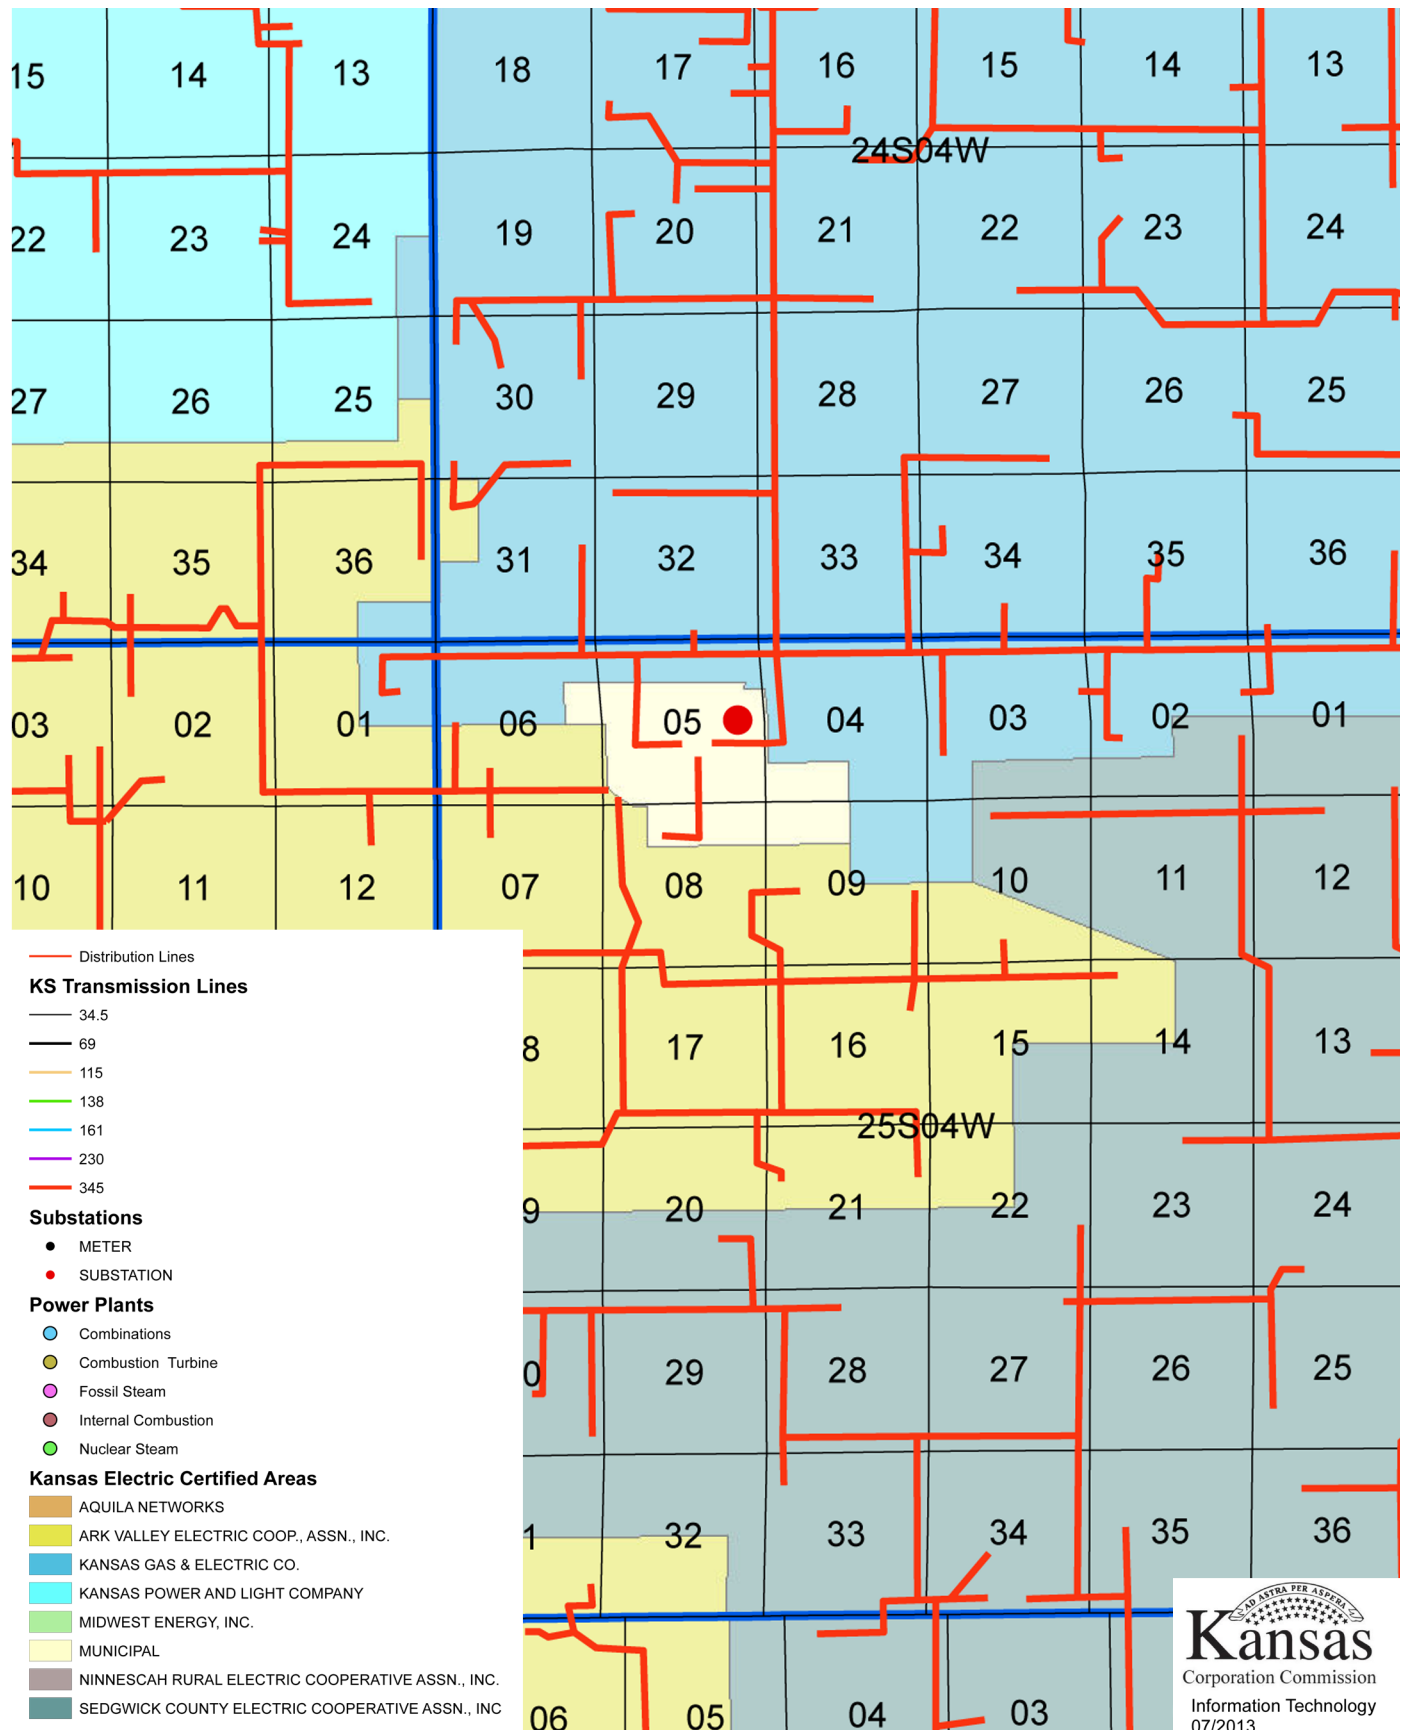 15 14 13 18 17 16 15 14 13
24S04W
22 23 24 19 20 21 22 23 24
27 26 25 30 29 28 27 26 25
34 35 36 31 32 33 34 35 36
03 02 01 06 05 04 03 02 01
10 11 12 07 08 09 10 11 12
8 17 16 15 14 13
25S04W
9 20 21 22 23 24
0 29 28 27 26 25
1 32 33 34 35 36
06 05 04 03
Distribution Lines
KS Transmission Lines
34.5
69
115
138
161
230
345
Substations
METER
SUBSTATION
Power Plants
Combinations
Combustion Turbine
Fossil Steam
Internal Combustion
Nuclear Steam
Kansas Electric Certified Areas
AQUILA NETWORKS
ARK VALLEY ELECTRIC COOP., ASSN., INC.
KANSAS GAS & ELECTRIC CO.
KANSAS POWER AND LIGHT COMPANY
MIDWEST ENERGY, INC.
MUNICIPAL
NINNESCAH RURAL ELECTRIC COOPERATIVE ASSN., INC.
SEDGWICK COUNTY ELECTRIC COOPERATIVE ASSN., INC
AD ASTRA PER ASPERA
Kansas
Corporation Commission
Information Technology
07/2013